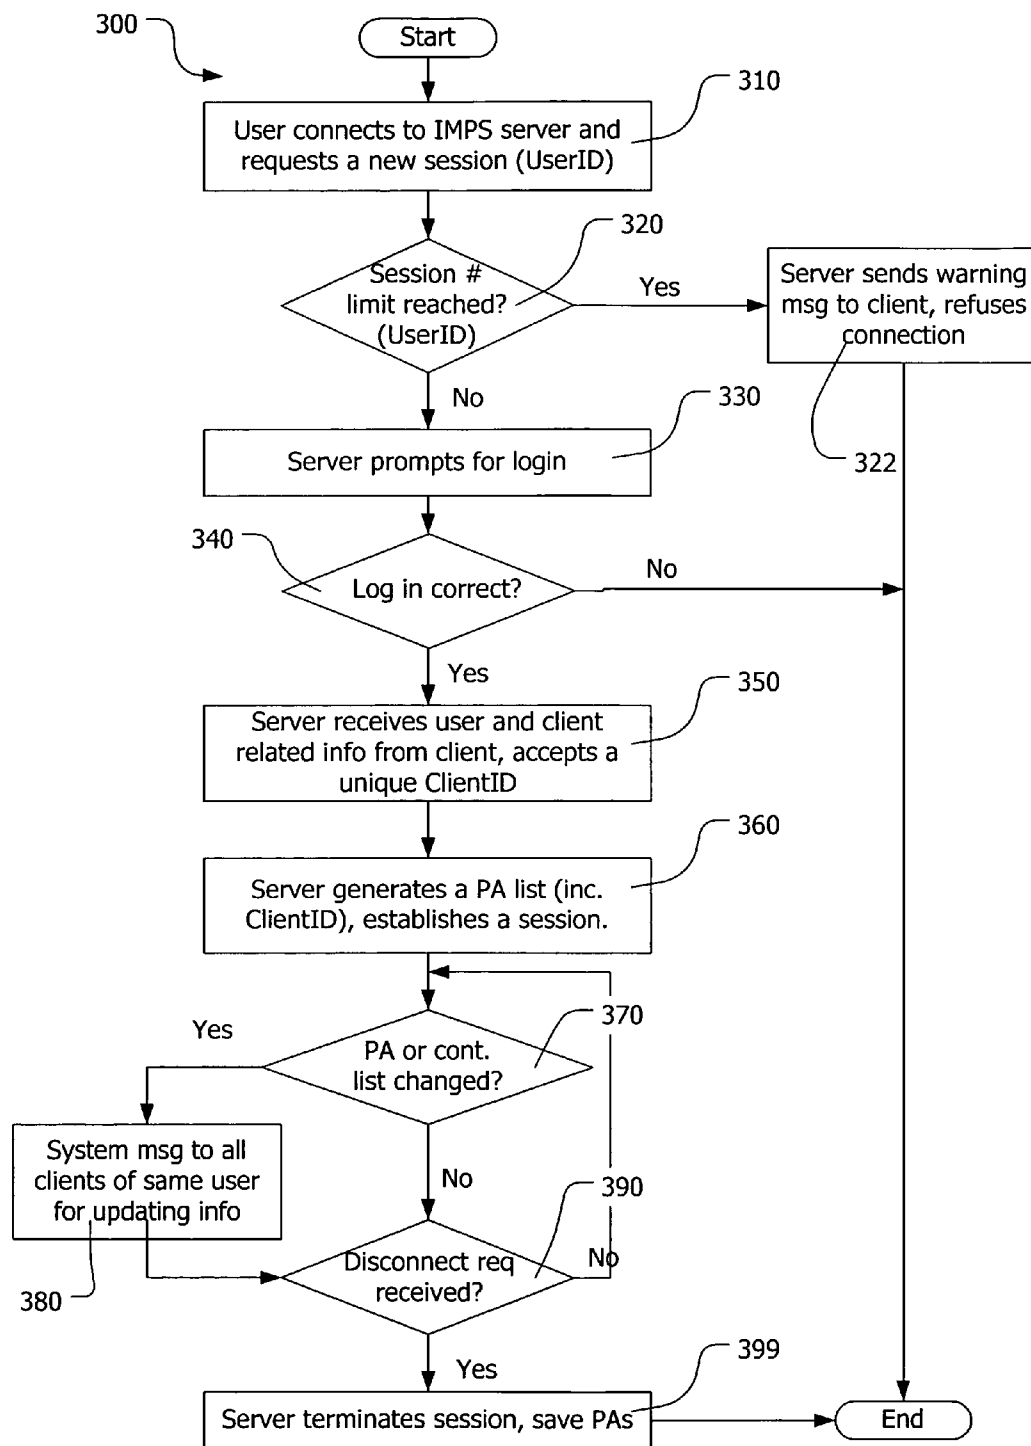 300
Start
310
User connects to IMPS server and
requests a new session (UserID)
320
Session #
limit reached?
(UserID)
Yes
Server sends warning
msg to client, refuses
connection
322
No
330
Server prompts for login
340
Log in correct?
No
Yes
350
Server receives user and client
related info from client, accepts a
unique ClientID
360
Server generates a PA list (inc.
ClientID), establishes a session.
370
Yes
PA or cont.
list changed?
System msg to all
clients of same user
for updating info
380
No
390
Disconnect req
received?
No
Yes
399
Server terminates session, save PAs
End